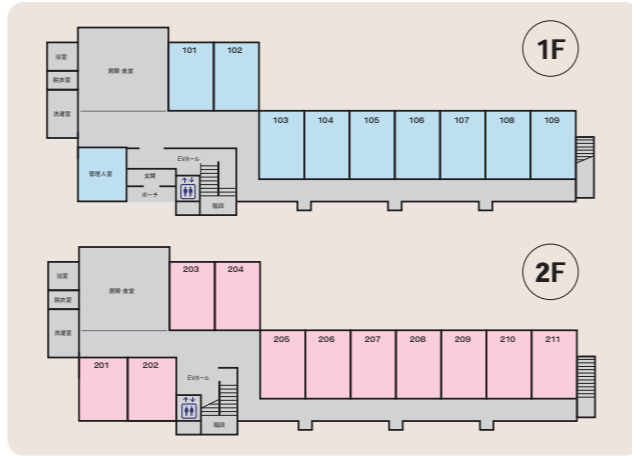 1F
101
102
浴室
脱衣室
洗濯室
居間・食堂
103
104
105
106
107
108
109
EVホール
管理人室
玄関
ポーチ
階段
2F
203
204
浴室
脱衣室
洗濯室
居間・食堂
205
206
207
208
209
210
211
201
202
EVホール
階段